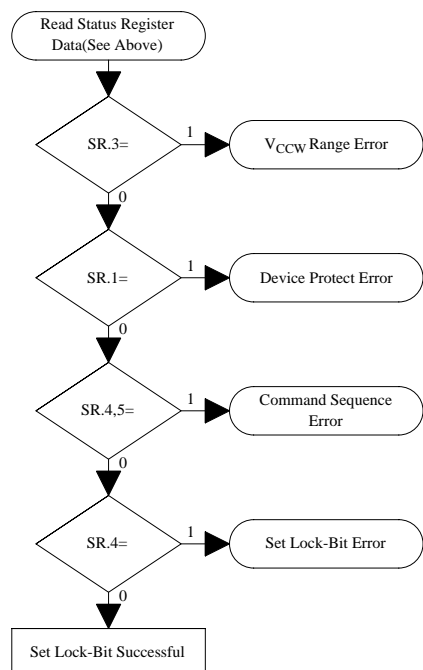 Read Status Register
Data(See Above)
SR.3=
1
VCCW Range Error
0
SR.1=
1
Device Protect Error
0
SR.4,5=
1
Command Sequence
Error
0
SR.4=
1
Set Lock-Bit Error
0
Set Lock-Bit Successful